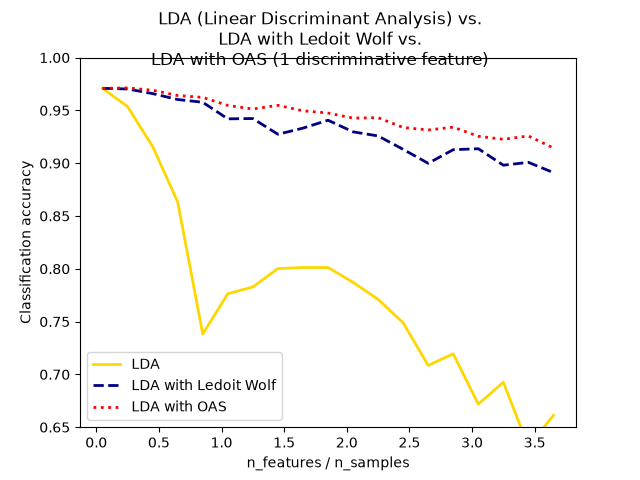 LDA (Linear Discriminant Analysis) vs.
LDA with Ledoit Wolf vs.
LDA with OAS (1 discriminative feature)
1.00
0.95
0.90
0.85
0.80
0.75
0.70
0.65
Classification accuracy
LDA
LDA with Ledoit Wolf
LDA with OAS
0.0 0.5 1.0 1.5 2.0 2.5 3.0 3.5
n_features / n_samples